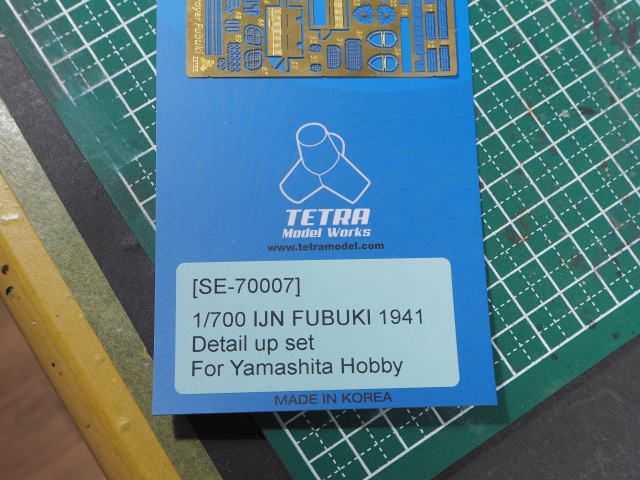 TETRA
Model Works
www.tetramodel.com
[SE-70007]
1/700 IJN FUBUKI 1941
Detail up set
For Yamashita Hobby
MADE IN KOREA